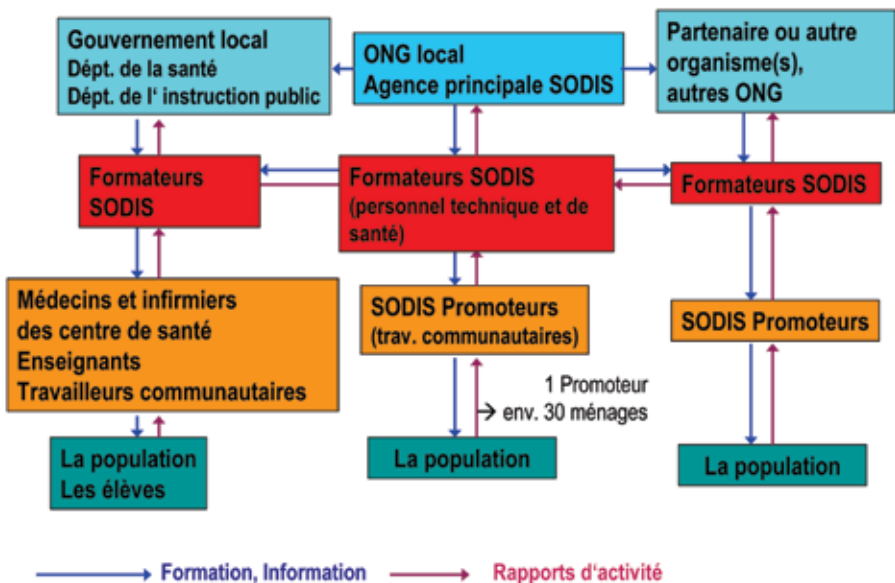 Gouvernement local
Dépt. de la santé
Dépt. de l' instruction public
ONG local
Agence principale SODIS
Partenaire ou autre
organisme(s),
autres ONG
Formateurs
SODIS
Formateurs SODIS
(personnel technique et de
santé)
Formateurs SODIS
Médecins et infirmiers
des centre de santé
Enseignants
Travailleurs communautaires
SODIS Promoteurs
(trav. communautaires)
SODIS Promoteurs
1 Promoteur
→ env. 30 ménages
La population
Les élèves
La population
La population
Formation, Information
Rapports d'activité